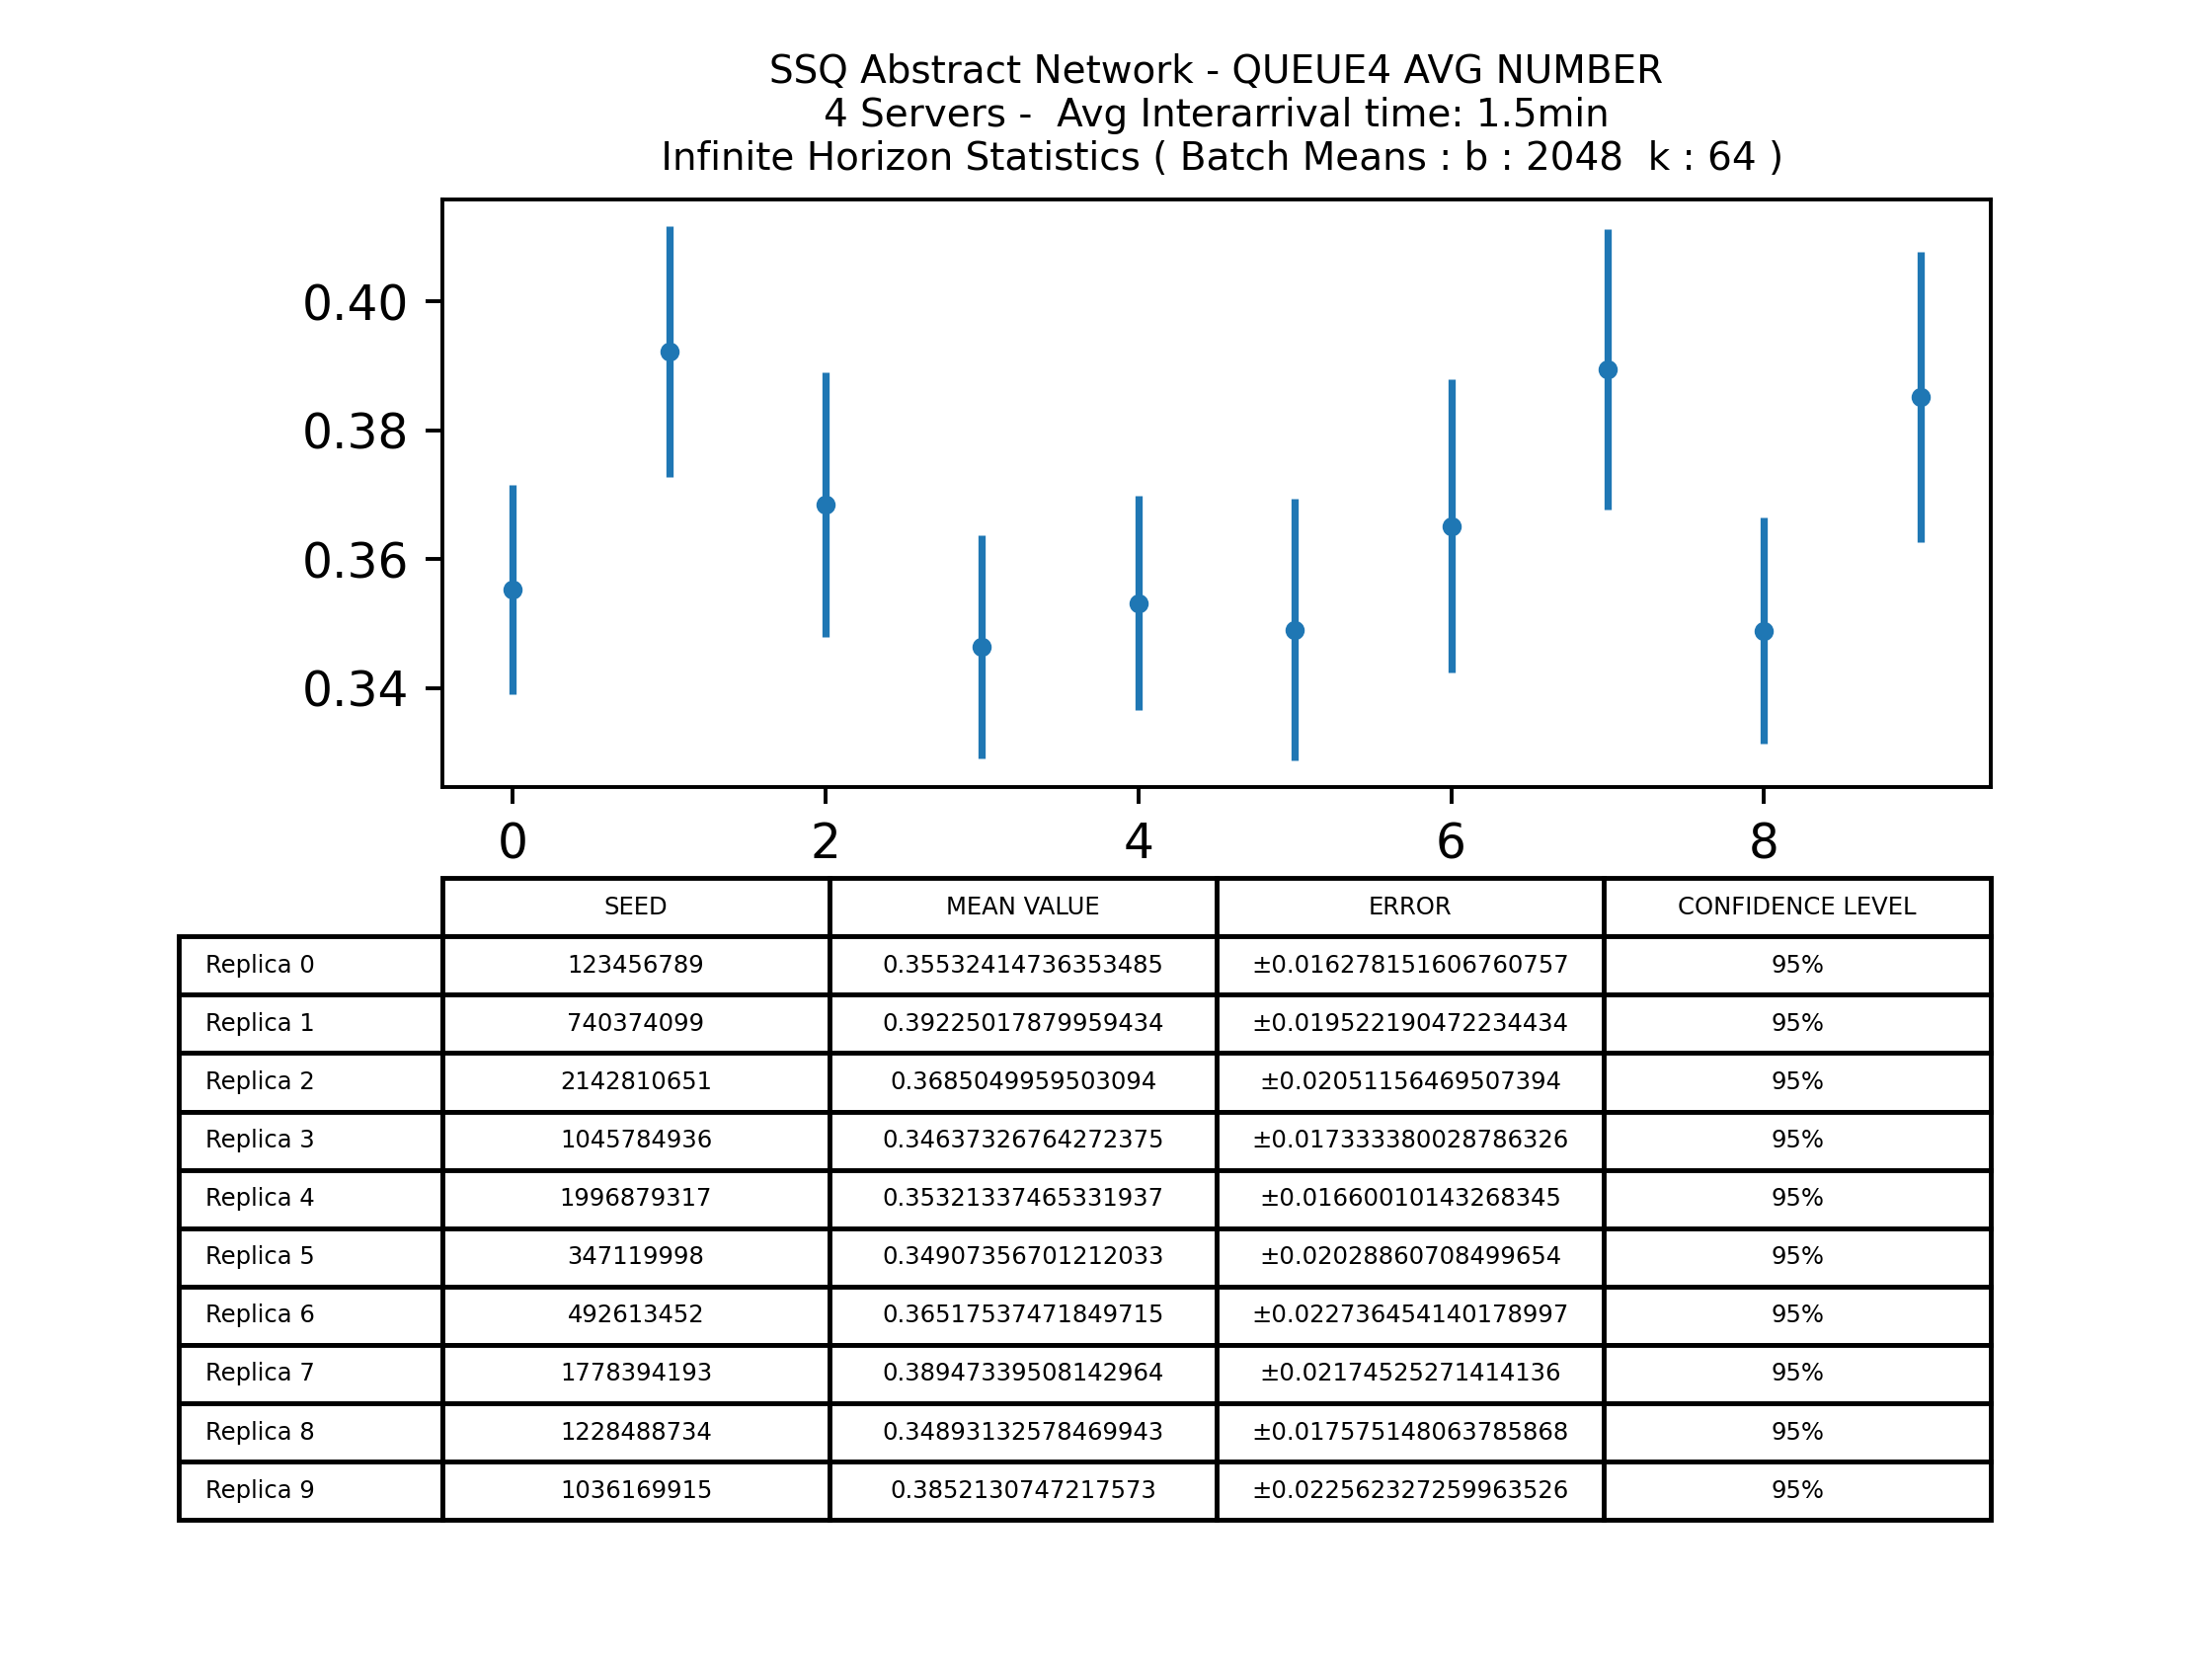 SSQ Abstract Network - QUEUE4 AVG NUMBER
4 Servers -  Avg Interarrival time: 1.5min
Infinite Horizon Statistics ( Batch Means : b : 2048  k : 64 )
0.40
0.38
0.36
0.34
0 2 4 6 8
SEED MEAN VALUE ERROR CONFIDENCE LEVEL
Replica 0 123456789 0.35532414736353485 ±0.016278151606760757 95%
Replica 1 740374099 0.39225017879959434 ±0.019522190472234434 95%
Replica 2 2142810651 0.3685049959503094 ±0.02051156469507394 95%
Replica 3 1045784936 0.34637326764272375 ±0.017333380028786326 95%
Replica 4 1996879317 0.35321337465331937 ±0.01660010143268345 95%
Replica 5 347119998 0.34907356701212033 ±0.02028860708499654 95%
Replica 6 492613452 0.36517537471849715 ±0.022736454140178997 95%
Replica 7 1778394193 0.38947339508142964 ±0.02174525271414136 95%
Replica 8 1228488734 0.34893132578469943 ±0.017575148063785868 95%
Replica 9 1036169915 0.3852130747217573 ±0.022562327259963526 95%